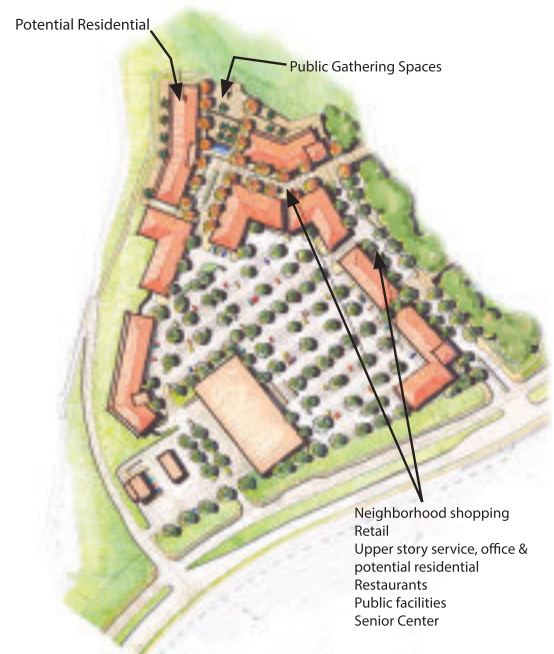 Potential Residential
Public Gathering Spaces
Neighborhood shopping
Retail
Upper story service, office &
potential residential
Restaurants
Public facilities
Senior Center